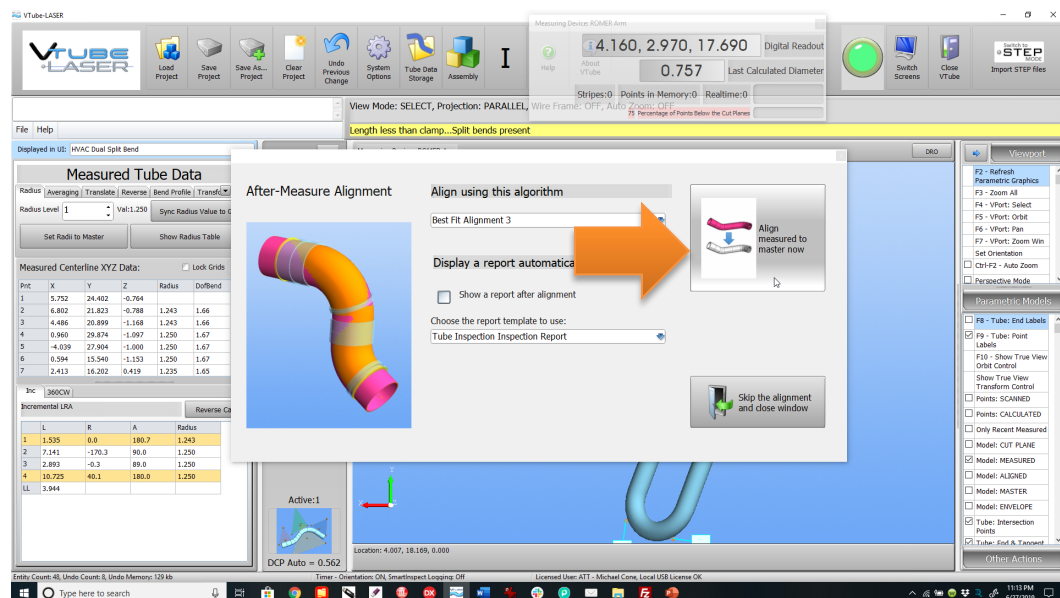 VTube-LASER
VTUBE
-LASER
Load
Project
Save
Project
Save As...
Project
Clear
Project
Undo
Previous
Change
System
Options
Tube Data
Storage
Assembly
I
Measuring Device: ROMER Arm
Help
About
VTube
4.160, 2.970, 17.690
Digital Readout
0.757
Last Calculated Diameter
Stripes:0
Points in Memory:0
Realtime:0
75 Percentage of Points Below the Cut Planes
Switch
Screens
Close
VTube
Switch to
STEP
MODE
Import STEP files
View Mode: SELECT, Projection: PARALLEL, Wire Frame: OFF, Auto Zoom: OFF
File Help
Length less than clamp...Split bends present
Displayed in UI: HVAC Dual Split Bend
DRO
Measured Tube Data
Radius Averaging Translate Reverse Bend Profile Transfo
Radius Level 1 Val:1.250 Sync Radius Value to G
Set Radii to Master
Show Radius Table
Measured Centerline XYZ Data:
Lock Grids
Pnt X Y Z Radius DofBend
1 5.752 24.402 -0.764
2 6.802 21.823 -0.788 1.243 1.66
3 4.486 20.899 -1.168 1.243 1.66
4 0.960 29.874 -1.097 1.250 1.67
5 -4.039 27.904 -1.000 1.250 1.67
6 0.594 15.540 -1.153 1.250 1.67
7 2.413 16.202 0.419 1.235 1.65
Inc 360CW
Incremental LRA
Reverse Ca
L R A Radius
1 1.535 0.0 180.7 1.243
2 7.141 -170.3 90.0 1.250
3 2.893 -0.3 89.0 1.250
4 10.725 40.1 180.0 1.250
LL 3.944
After-Measure Alignment
Align using this algorithm
Best Fit Alignment 3
Display a report automatica
Show a report after alignment
Choose the report template to use:
Tube Inspection Inspection Report
Align
measured to
master now
Skip the alignment
and close window
Active:1
DCP Auto = 0.562
Z
X
Location: 4.007, 18.169, 0.000
Viewport
F2 - Refresh
Parametric Graphics
F3 - Zoom All
F4 - VPort: Select
F5 - VPort: Orbit
F6 - VPort: Pan
F7 - VPort: Zoom Win
Set Orientation
Ctrl-F2 - Auto Zoom
Perspective Mode
Parametric Models
F8 - Tube: End Labels
F9 - Tube: Point
Labels
F10 - Show True View
Orbit Control
Show True View
Transform Control
Points: SCANNED
Points: CALCULATED
Only Recent Measured
Model: CUT PLANE
Model: MEASURED
Model: ALIGNED
Model: MASTER
Model: ENVELOPE
Tube: Intersection
Points
Tube: End & Tangent
Other Actions
Entity Count: 48, Undo Count: 8, Undo Memory: 129 kb
Timer - Orientation: ON, SmartInspect Logging: Off
Licensed User: ATT - Michael Cone, Local USB License OK
Type here to search
11:13 PM
6/27/2019